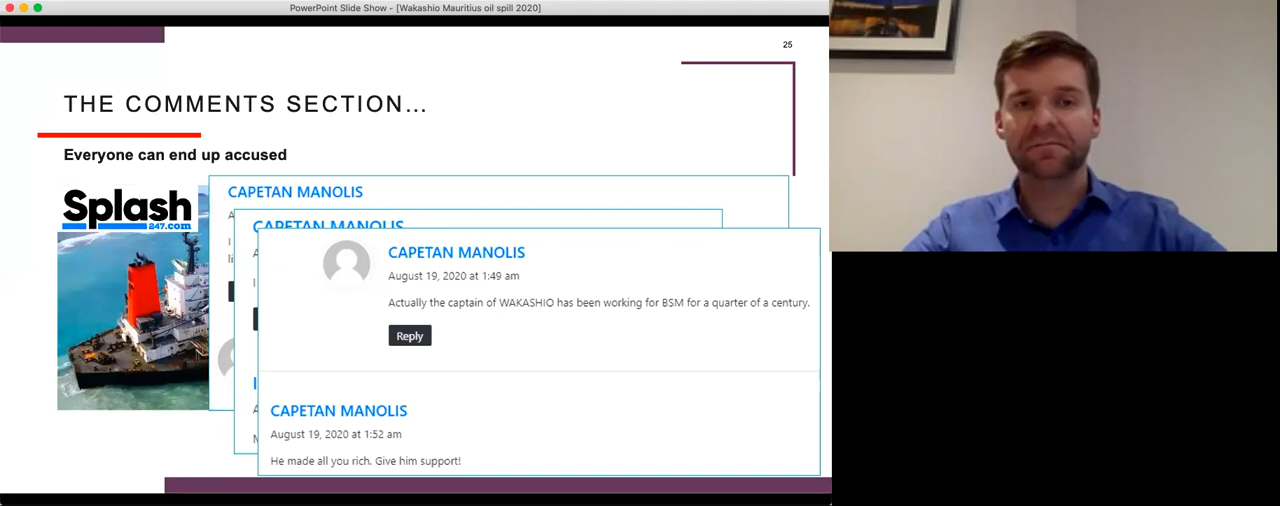 PowerPoint Slide Show - [Wakashio Mauritius oil spill 2020]
25
THE COMMENTS SECTION...
Everyone can end up accused
Splash
247.com
CAPETAN MANOLIS
A
I
li
CAPETAN MANOLIS
A
I
CAPETAN MANOLIS
August 19, 2020 at 1:49 am
Actually the captain of WAKASHIO has been working for BSM for a quarter of a century.
Reply
CAPETAN MANOLIS
August 19, 2020 at 1:52 am
He made all you rich. Give him support!